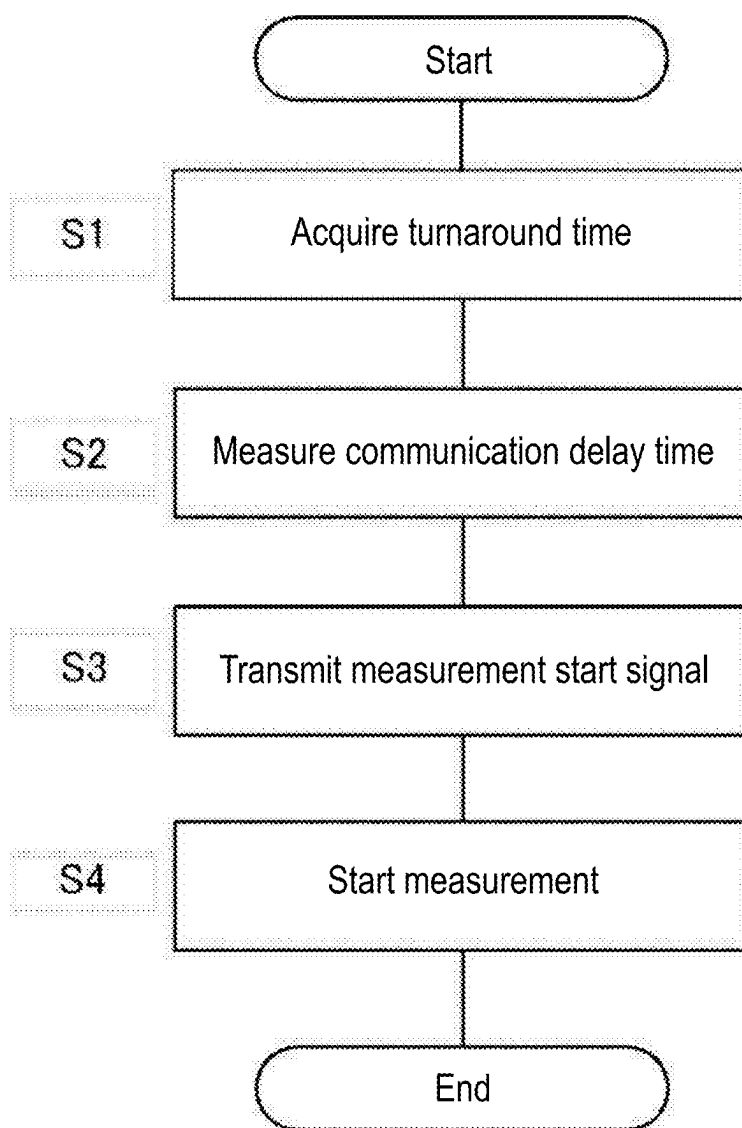 Start
S1
Acquire turnaround time
S2
Measure communication delay time
S3
Transmit measurement start signal
S4
Start measurement
End